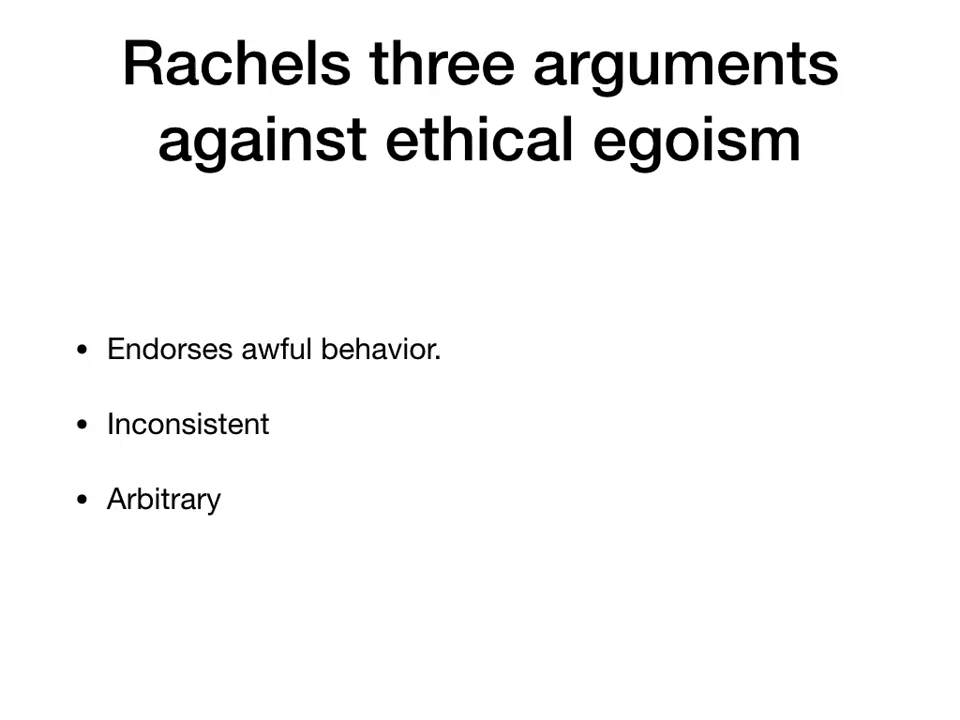 Rachels three arguments
against ethical egoism
• Endorses awful behavior.
• Inconsistent
• Arbitrary